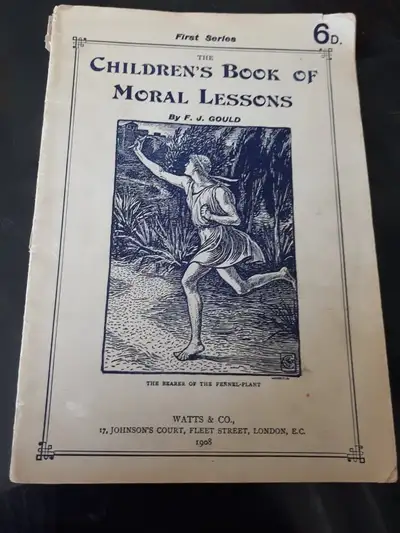 First Series
6D.
THE
CHILDREN'S BOOK OF
MORAL LESSONS
By F. J. GOULD
THE BEARER OF THE FENNEL-PLANT
WATTS & CO.,
17, JOHNSON'S COURT, FLEET STREET, LONDON, E.C.
1908